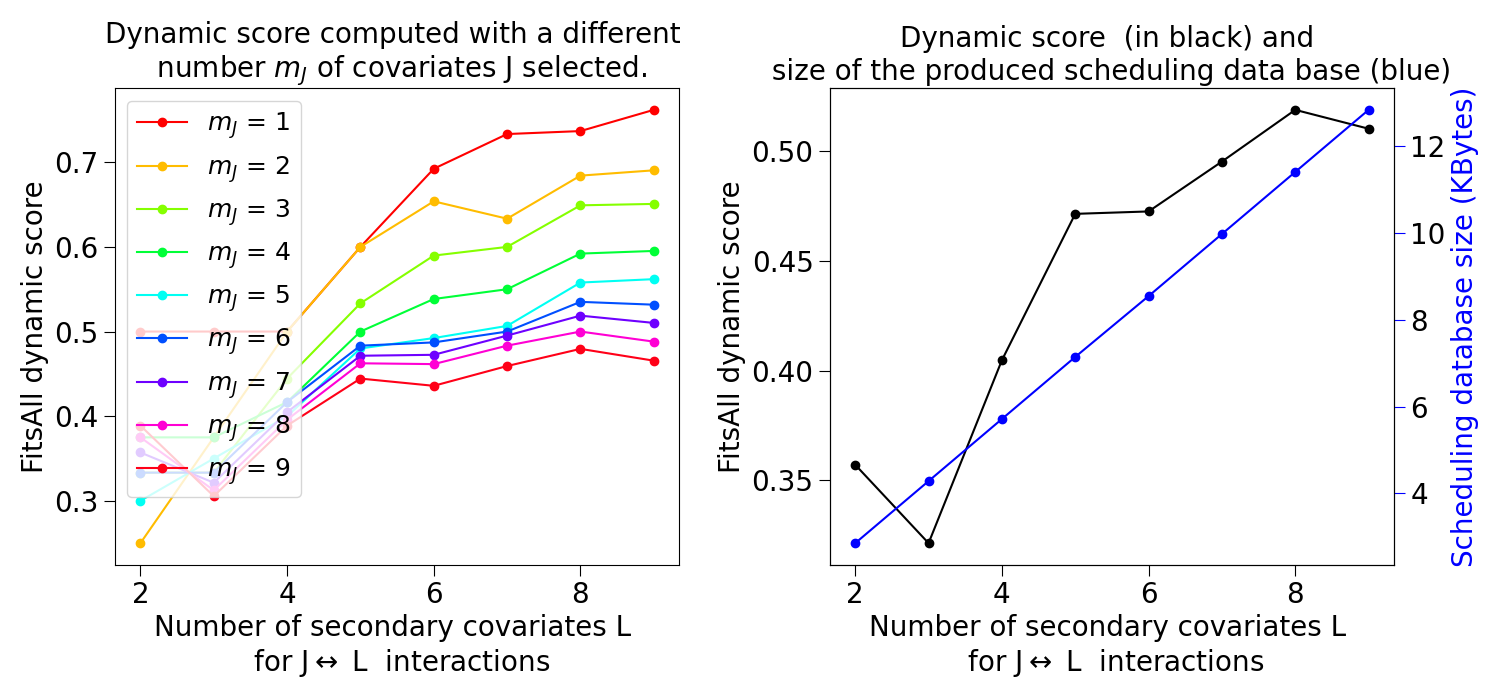 Dynamic score computed with a different
number m_J of covariates J selected.
m_J = 1
m_J = 2
m_J = 3
m_J = 4
m_J = 5
m_J = 6
m_J = 7
m_J = 8
m_J = 9
0.7
0.6
0.5
0.4
0.3
FitsAll dynamic score
2 4 6 8
Number of secondary covariates L
for J ↔ L interactions
Dynamic score (in black) and
size of the produced scheduling data base (blue)
0.50
0.45
0.40
0.35
FitsAll dynamic score
12
10
8
6
4
Scheduling database size (KBytes)
2 4 6 8
Number of secondary covariates L
for J ↔ L interactions